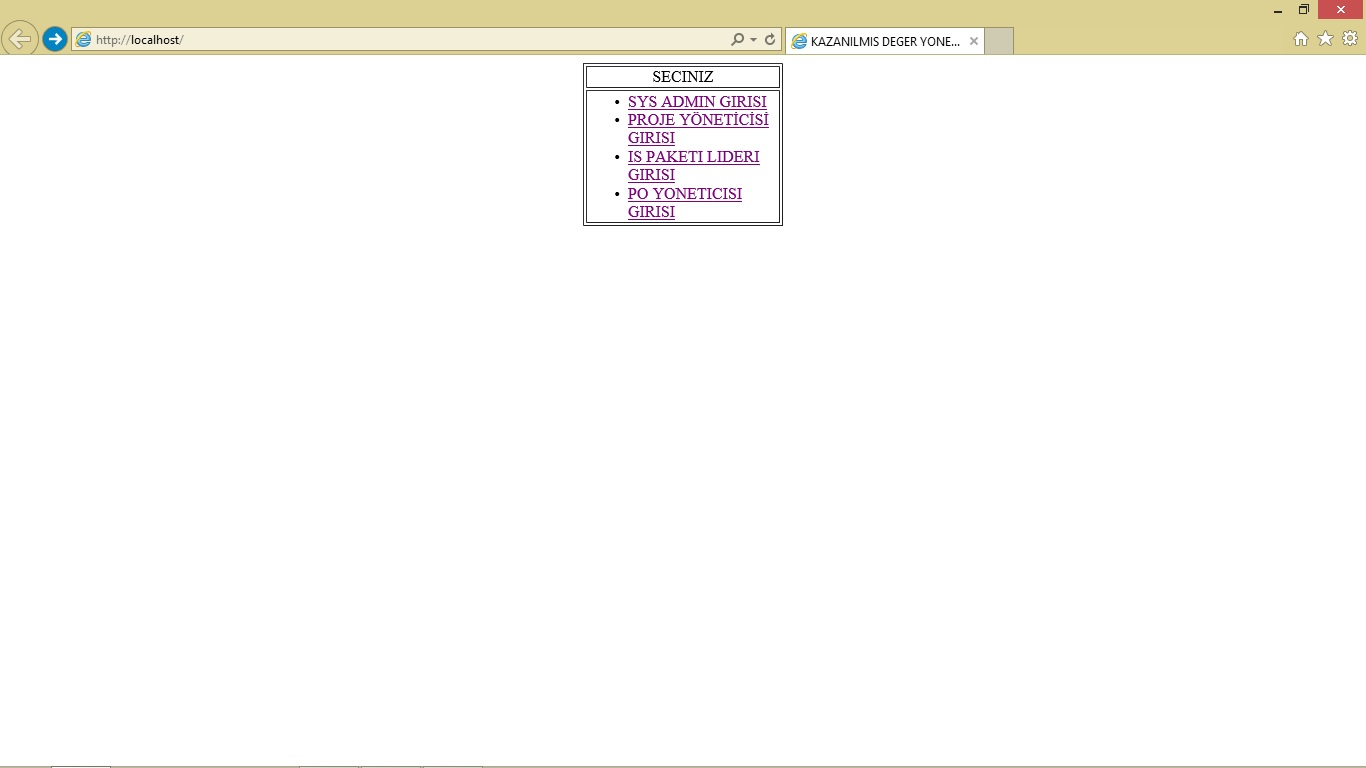 http://localhost/
KAZANILMIS DEGER YONE...
SECINIZ
• SYS ADMIN GIRISI
• PROJE YÖNETİCİSİ
GIRISI
• IS PAKETI LIDERI
GIRISI
• PO YONETICISI
GIRISI